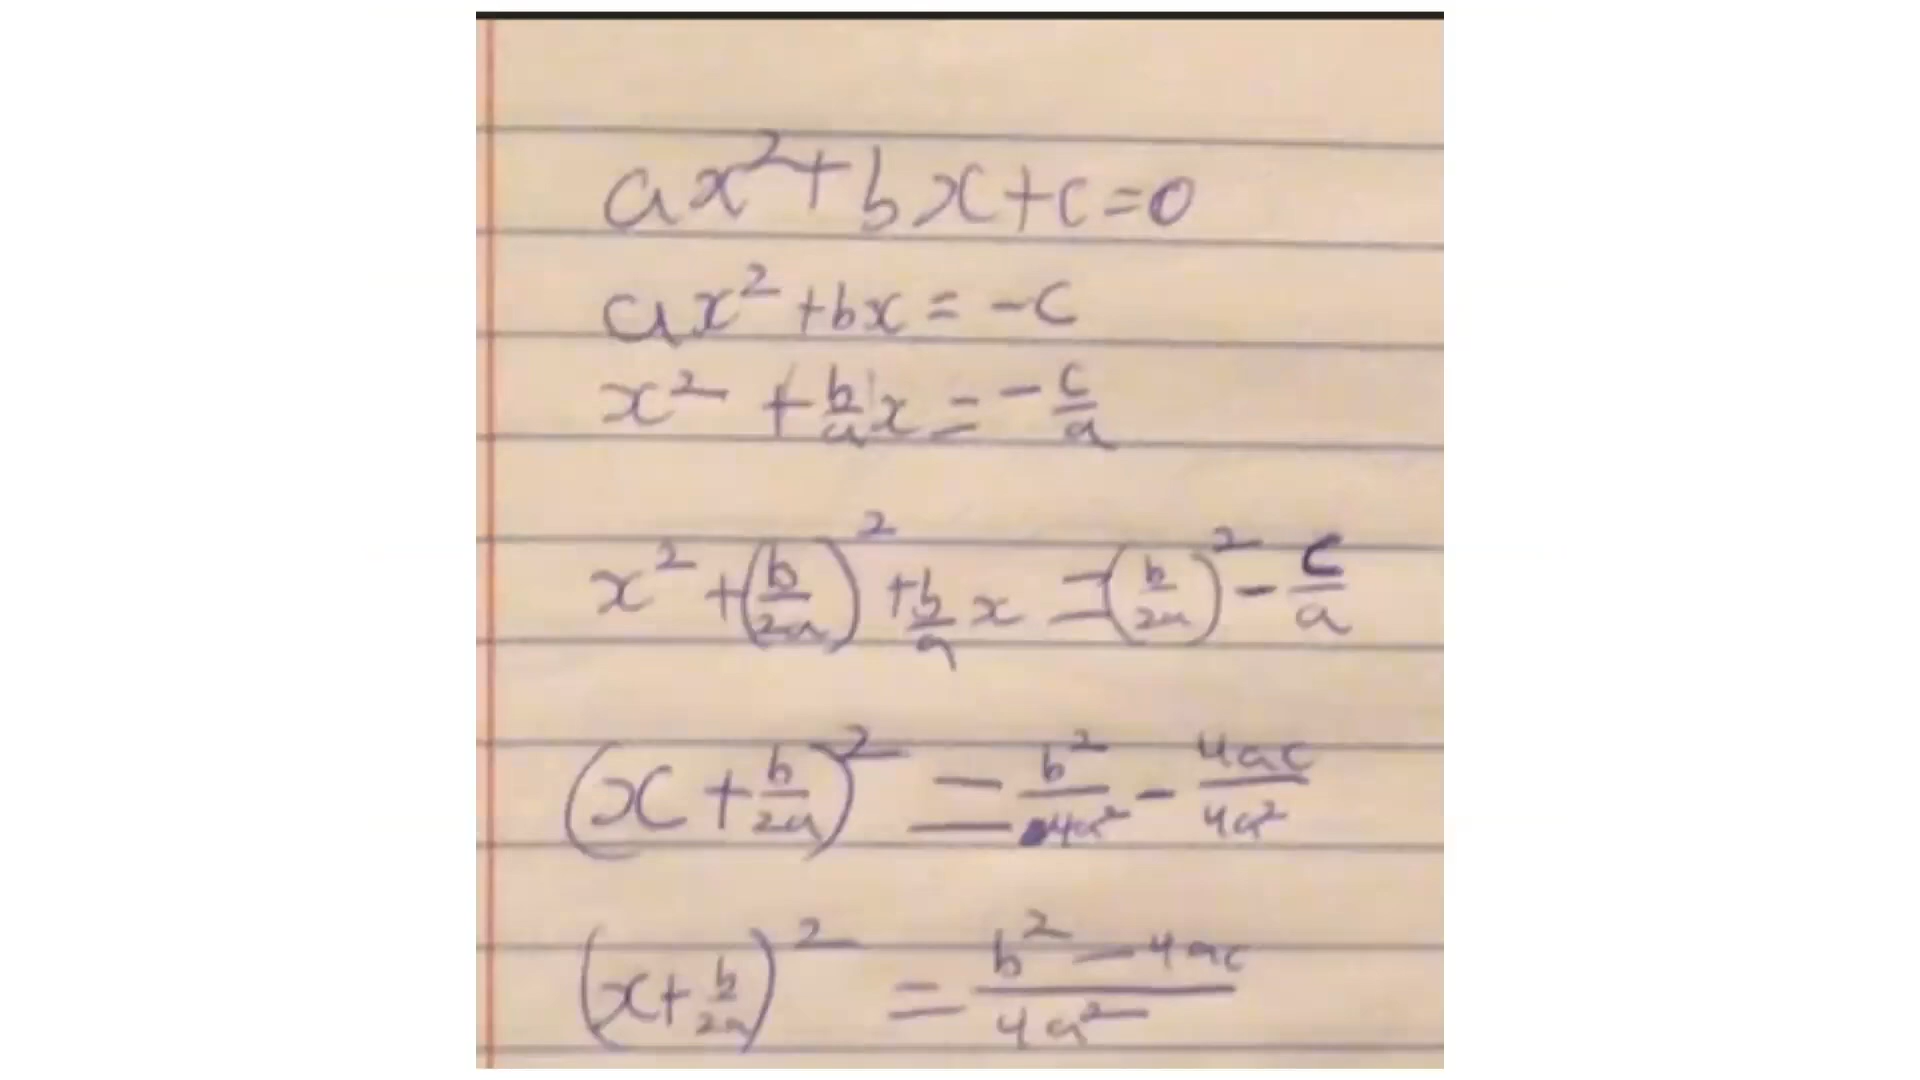 ax²+bx+c=0
ax²+bx=-c
x²+b/a x=-c/a
x²+(b/2a)²+b/a x=(b/2a)²-c/a
(x+b/2a)²=b²/4a²-4ac/4a²
(x+b/2a)²=b²-4ac/4a²